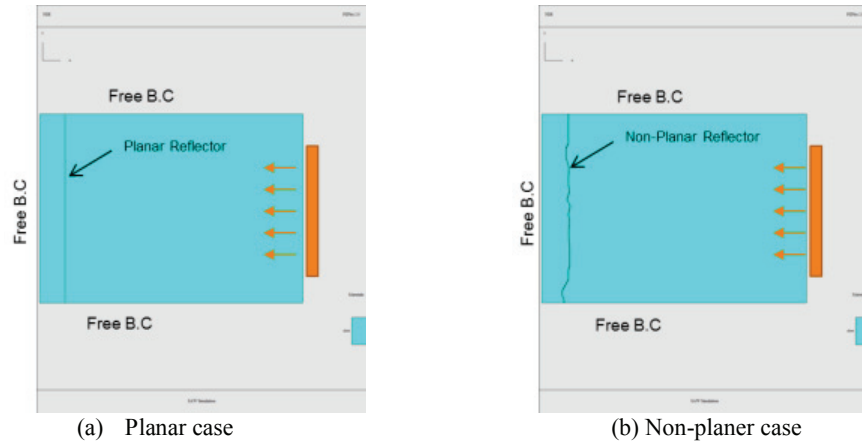 Free B.C
Planar Reflector
Free B.C
Free B.C
(a) Planar case
Free B.C
Non-Planar Reflector
Free B.C
Free B.C
(b) Non-planer case